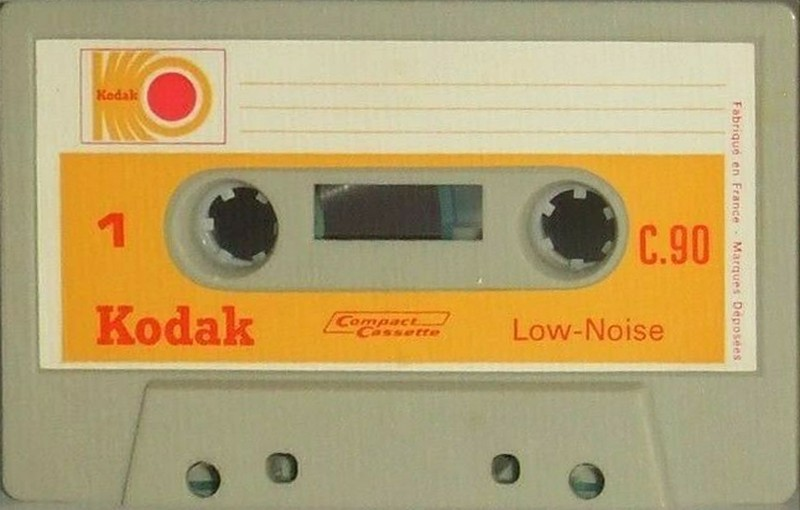 Kodak
1
C.90
Kodak
Compact
Cassette
Low-Noise
Fabriqué en France - Marques Déposées